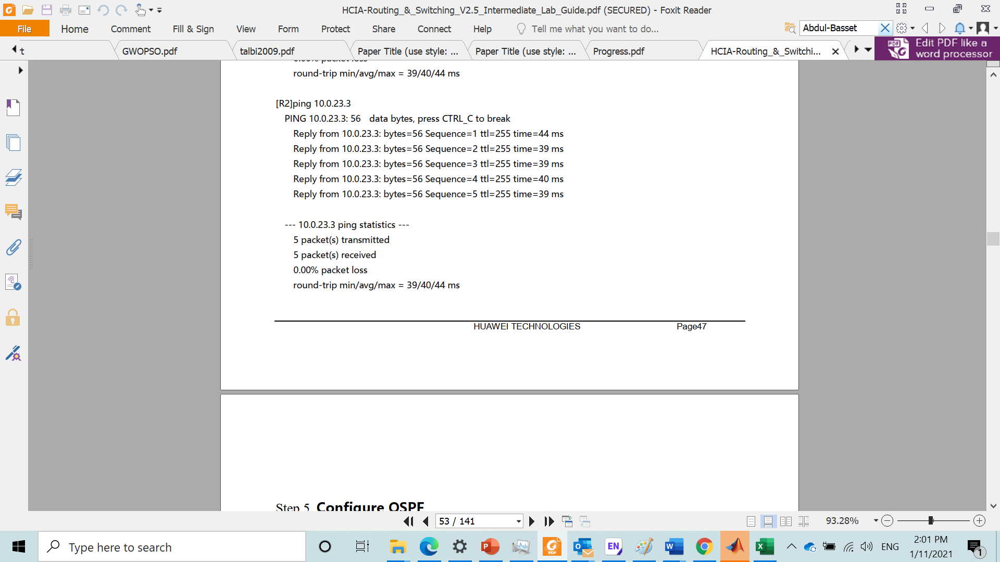 HCIA-Routing_&_Switching_V2.5_Intermediate_Lab_Guide.pdf (SECURED) - Foxit Reader
File Home Comment Fill & Sign View Form Protect Share Connect Help Tell me what you want to do... Abdul-Basset
t GWOPSO.pdf talbi2009.pdf Paper Title (use style: ... Paper Title (use style: ... Progress.pdf HCIA-Routing_&_Switchi... Edit PDF like a
word processor
0.00% packet loss
round-trip min/avg/max = 39/40/44 ms
[R2]ping 10.0.23.3
PING 10.0.23.3: 56 data bytes, press CTRL_C to break
Reply from 10.0.23.3: bytes=56 Sequence=1 ttl=255 time=44 ms
Reply from 10.0.23.3: bytes=56 Sequence=2 ttl=255 time=39 ms
Reply from 10.0.23.3: bytes=56 Sequence=3 ttl=255 time=39 ms
Reply from 10.0.23.3: bytes=56 Sequence=4 ttl=255 time=40 ms
Reply from 10.0.23.3: bytes=56 Sequence=5 ttl=255 time=39 ms
--- 10.0.23.3 ping statistics ---
5 packet(s) transmitted
5 packet(s) received
0.00% packet loss
round-trip min/avg/max = 39/40/44 ms
HUAWEI TECHNOLOGIES Page47
Step 5 Configure OSPF
53 / 141 93.28%
Type here to search
EN
ENG
2:01 PM
1/11/2021
1